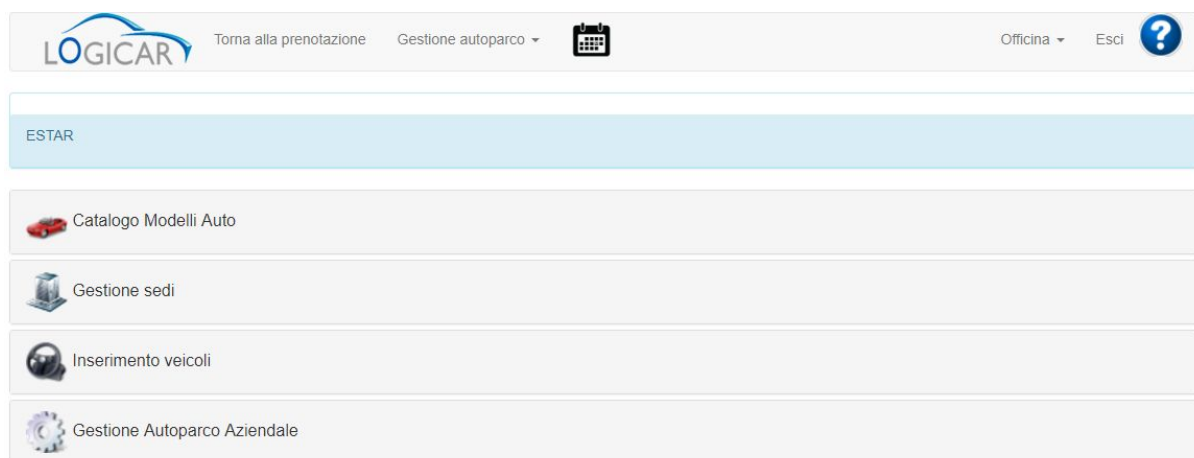 LOGICAR Torna alla prenotazione Gestione autoparco Officina Esci ?
ESTAR
Catalogo Modelli Auto
Gestione sedi
Inserimento veicoli
Gestione Autoparco Aziendale